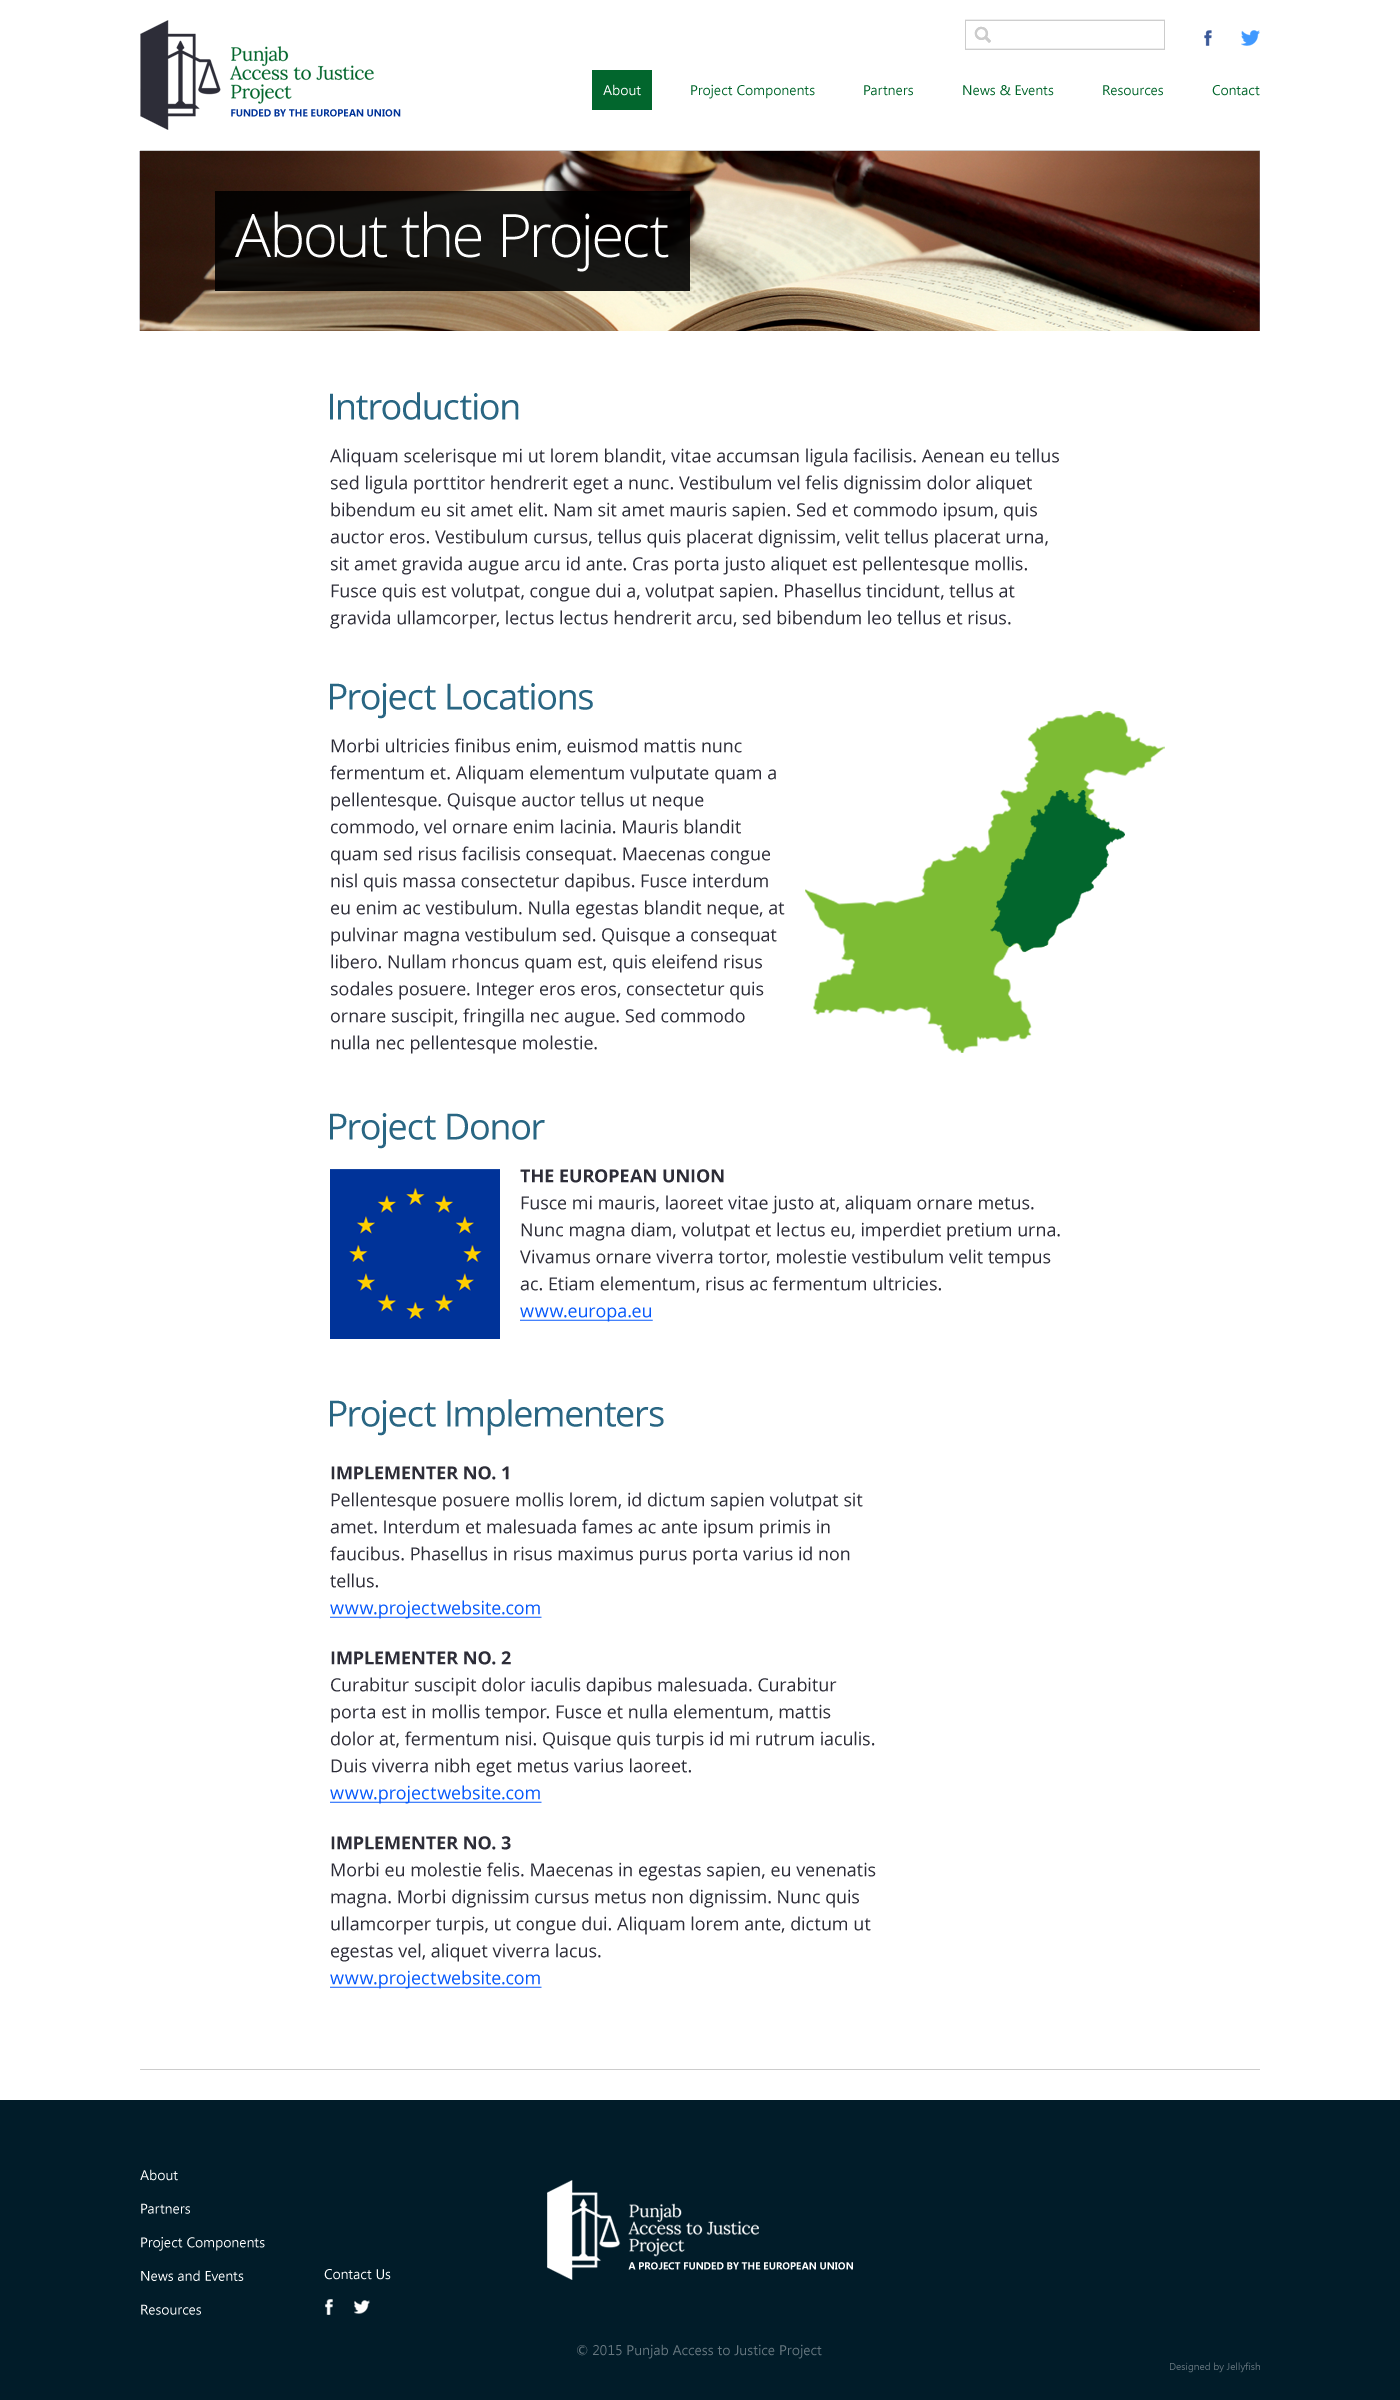 Punjab
Access to Justice
Project
FUNDED BY THE EUROPEAN UNION
About
Project Components
Partners
News & Events
Resources
Contact
About the Project
Introduction
Aliquam scelerisque mi ut lorem blandit, vitae accumsan ligula facilisis. Aenean eu tellus
sed ligula porttitor hendrerit eget a nunc. Vestibulum vel felis dignissim dolor aliquet
bibendum eu sit amet elit. Nam sit amet mauris sapien. Sed et commodo ipsum, quis
auctor eros. Vestibulum cursus, tellus quis placerat dignissim, velit tellus placerat urna,
sit amet gravida augue arcu id ante. Cras porta justo aliquet est pellentesque mollis.
Fusce quis est volutpat, congue dui a, volutpat sapien. Phasellus tincidunt, tellus at
gravida ullamcorper, lectus lectus hendrerit arcu, sed bibendum leo tellus et risus.
Project Locations
Morbi ultricies finibus enim, euismod mattis nunc
fermentum et. Aliquam elementum vulputate quam a
pellentesque. Quisque auctor tellus ut neque
commodo, vel ornare enim lacinia. Mauris blandit
quam sed risus facilisis consequat. Maecenas congue
nisl quis massa consectetur dapibus. Fusce interdum
eu enim ac vestibulum. Nulla egestas blandit neque, at
pulvinar magna vestibulum sed. Quisque a consequat
libero. Nullam rhoncus quam est, quis eleifend risus
sodales posuere. Integer eros eros, consectetur quis
ornare suscipit, fringilla nec augue. Sed commodo
nulla nec pellentesque molestie.
Project Donor
THE EUROPEAN UNION
Fusce mi mauris, laoreet vitae justo at, aliquam ornare metus.
Nunc magna diam, volutpat et lectus eu, imperdiet pretium urna.
Vivamus ornare viverra tortor, molestie vestibulum velit tempus
ac. Etiam elementum, risus ac fermentum ultricies.
www.europa.eu
Project Implementers
IMPLEMENTER NO. 1
Pellentesque posuere mollis lorem, id dictum sapien volutpat sit
amet. Interdum et malesuada fames ac ante ipsum primis in
faucibus. Phasellus in risus maximus purus porta varius id non
tellus.
www.projectwebsite.com
IMPLEMENTER NO. 2
Curabitur suscipit dolor iaculis dapibus malesuada. Curabitur
porta est in mollis tempor. Fusce et nulla elementum, mattis
dolor at, fermentum nisi. Quisque quis turpis id mi rutrum iaculis.
Duis viverra nibh eget metus varius laoreet.
www.projectwebsite.com
IMPLEMENTER NO. 3
Morbi eu molestie felis. Maecenas in egestas sapien, eu venenatis
magna. Morbi dignissim cursus metus non dignissim. Nunc quis
ullamcorper turpis, ut congue dui. Aliquam lorem ante, dictum ut
egestas vel, aliquet viverra lacus.
www.projectwebsite.com
About
Partners
Project Components
News and Events
Resources
Contact Us
Punjab
Access to Justice
Project
A PROJECT FUNDED BY THE EUROPEAN UNION
© 2015 Punjab Access to Justice Project
Designed by Jellyfish